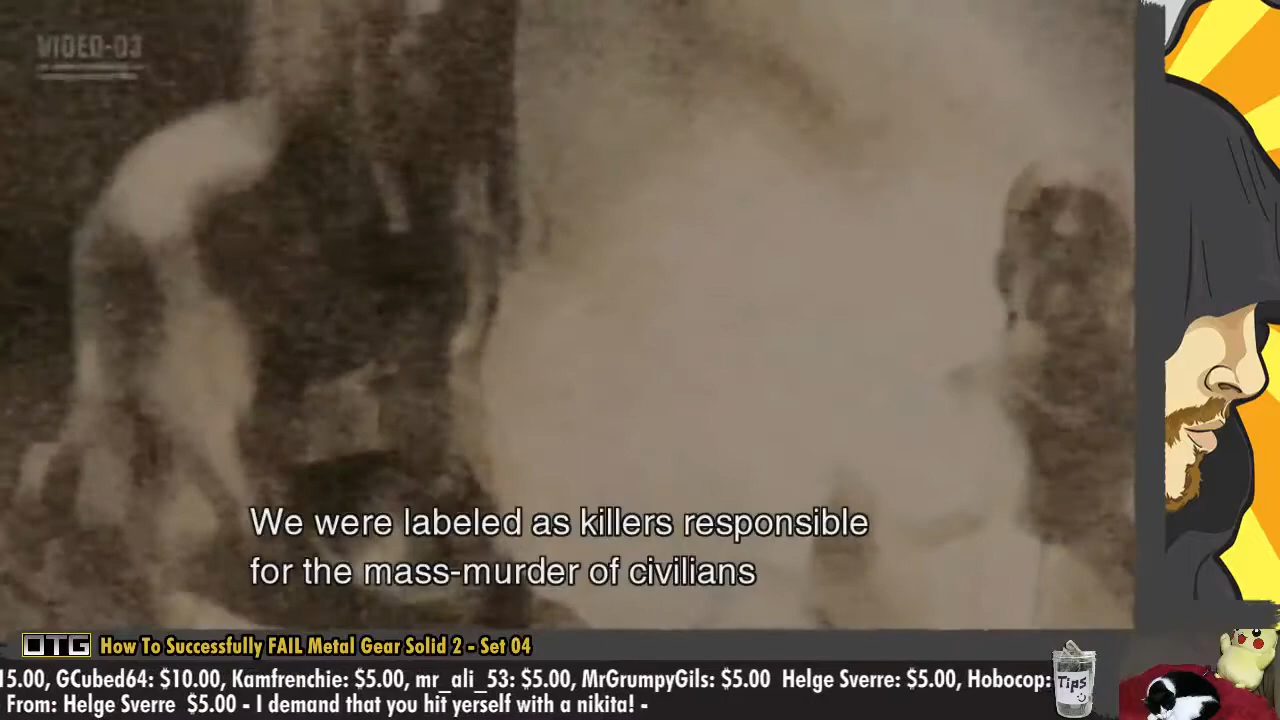 VIDEO-03
We were labeled as killers responsible
for the mass-murder of civilians
OTG How To Successfully FAIL Metal Gear Solid 2 - Set 04
15.00, GCubed64: $10.00, Kamfrenchie: $5.00, mr_ali_53: $5.00, MrGrumpyGils: $5.00 Helge Sverre: $5.00, Hobocop:
From: Helge Sverre $5.00 - I demand that you hit yerself with a nikita! -
Tips